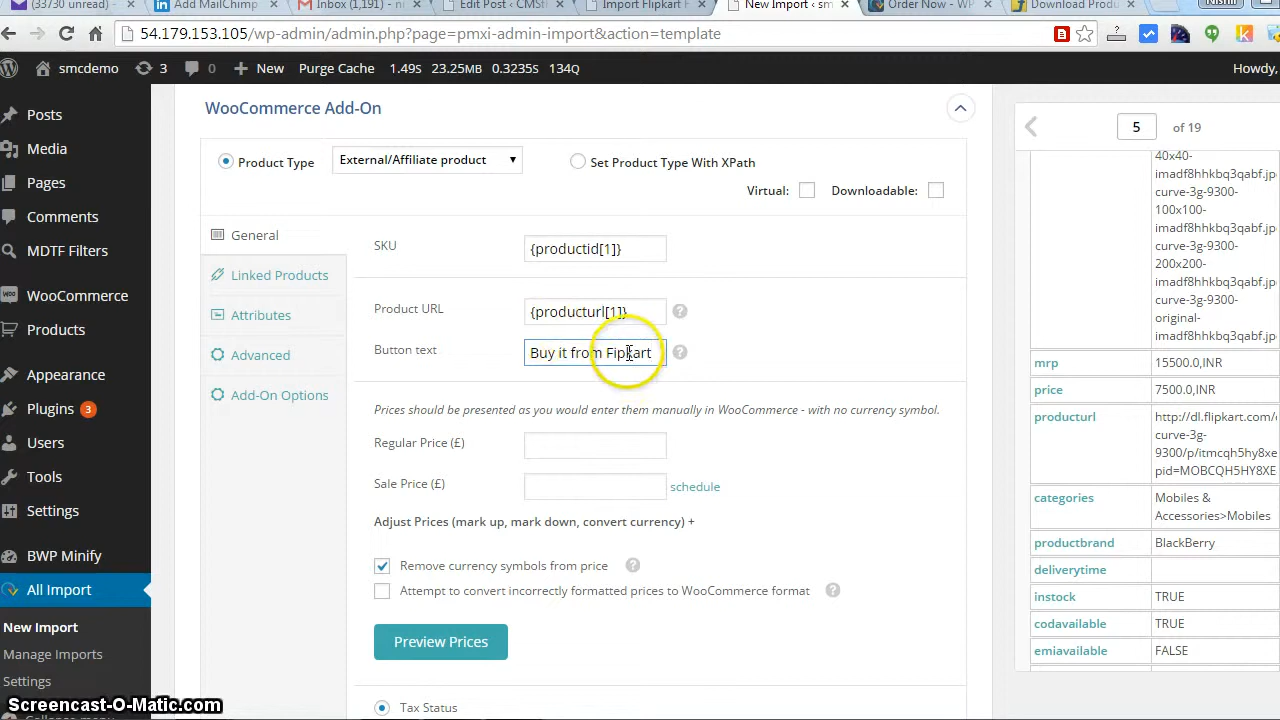 (33730 unread) -
Add MailChimp
Inbox (1,191) -
Edit Post ‹ CMSfi
Import Flipkart F
New Import ‹ sm
Order Now - WP
Download Produ
54.179.153.105/wp-admin/admin.php?page=pmxi-admin-import&action=template
smcdemo 3 0 New Purge Cache 1.49S 23.25MB 0.3235S 134Q Howdy,
Posts
Media
Pages
Comments
MDTF Filters
WooCommerce
Products
Appearance
Plugins 3
Users
Tools
Settings
BWP Minify
All Import
New Import
Manage Imports
Settings
WooCommerce Add-On
Product Type External/Affiliate product Set Product Type With XPath
Virtual: Downloadable:
General
Linked Products
Attributes
Advanced
Add-On Options
SKU {productid[1]}
Product URL {producturl[1]} ?
Button text Buy it from Fipkart ?
Prices should be presented as you would enter them manually in WooCommerce - with no currency symbol.
Regular Price (£)
Sale Price (£) schedule
Adjust Prices (mark up, mark down, convert currency) +
Remove currency symbols from price ?
Attempt to convert incorrectly formatted prices to WooCommerce format ?
Preview Prices
Tax Status
5 of 19
40x40-
imadf8hhkbq3qabf.jp
curve-3g-9300-
100x100-
imadf8hhkbq3qabf.jp
curve-3g-9300-
200x200-
imadf8hhkbq3qabf.jp
curve-3g-9300-
original-
imadf8hhkbq3qabf.jp
mrp 15500.0,INR
price 7500.0,INR
producturl http://dl.flipkart.com/
curve-3g-
9300/p/itmcqh5hy8xe
pid=MOBCQH5HY8XE
categories Mobiles &
Accessories>Mobiles
productbrand BlackBerry
deliverytime
instock TRUE
codavailable TRUE
emiavailable FALSE
Screencast-O-Matic.com